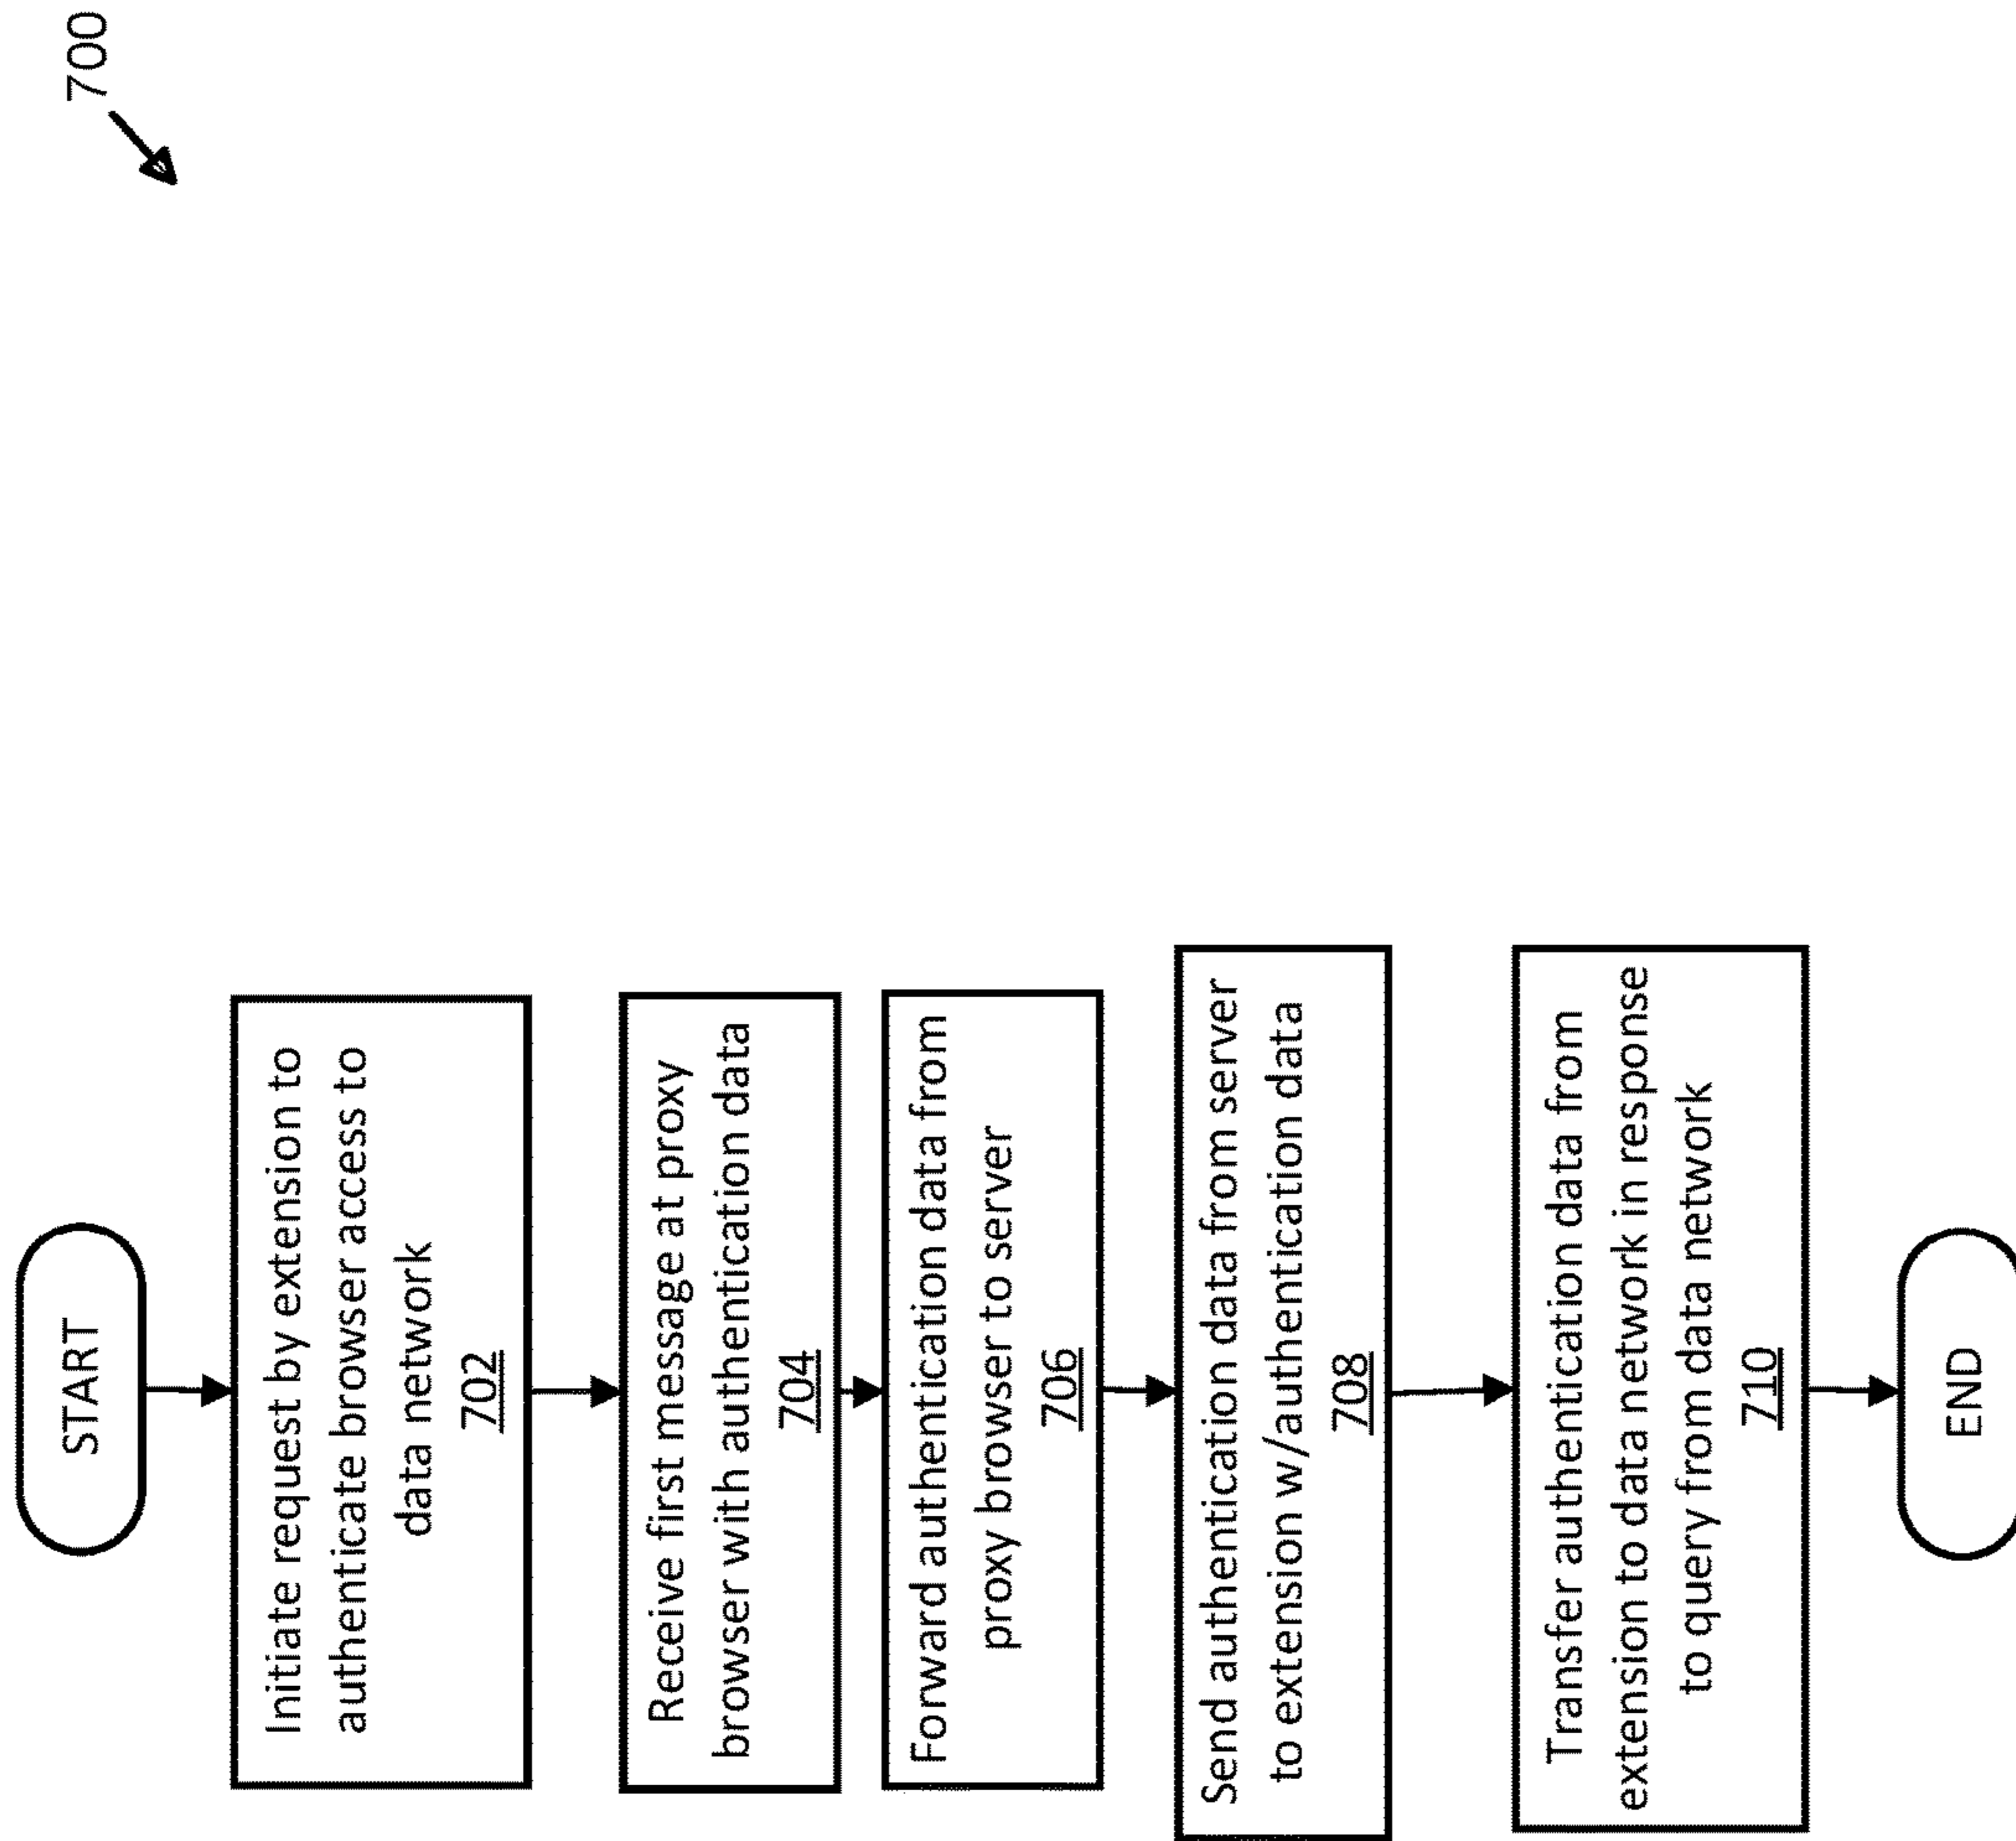 700
START
Initiate request by extension to
authenticate browser access to
data network
702
Receive first message at proxy
browser with authentication data
704
Forward authentication data from
proxy browser to server
706
Send authentication data from server
to extension w/authentication data
708
Transfer authentication data from
extension to data network in response
to query from data network
710
END